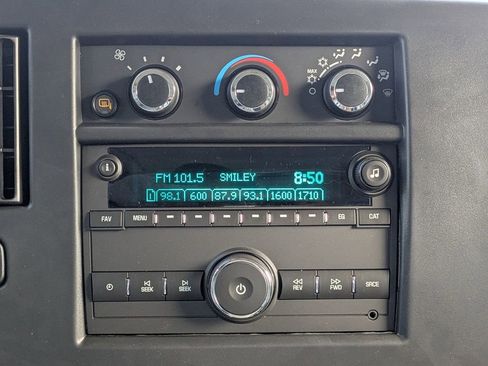 MAX
FM 101.5 SMILEY 8:50
1 98.1 600 87.9 93.1 1600 1710
FAV MENU EQ CAT
SEEK SEEK REV FWD SRCE